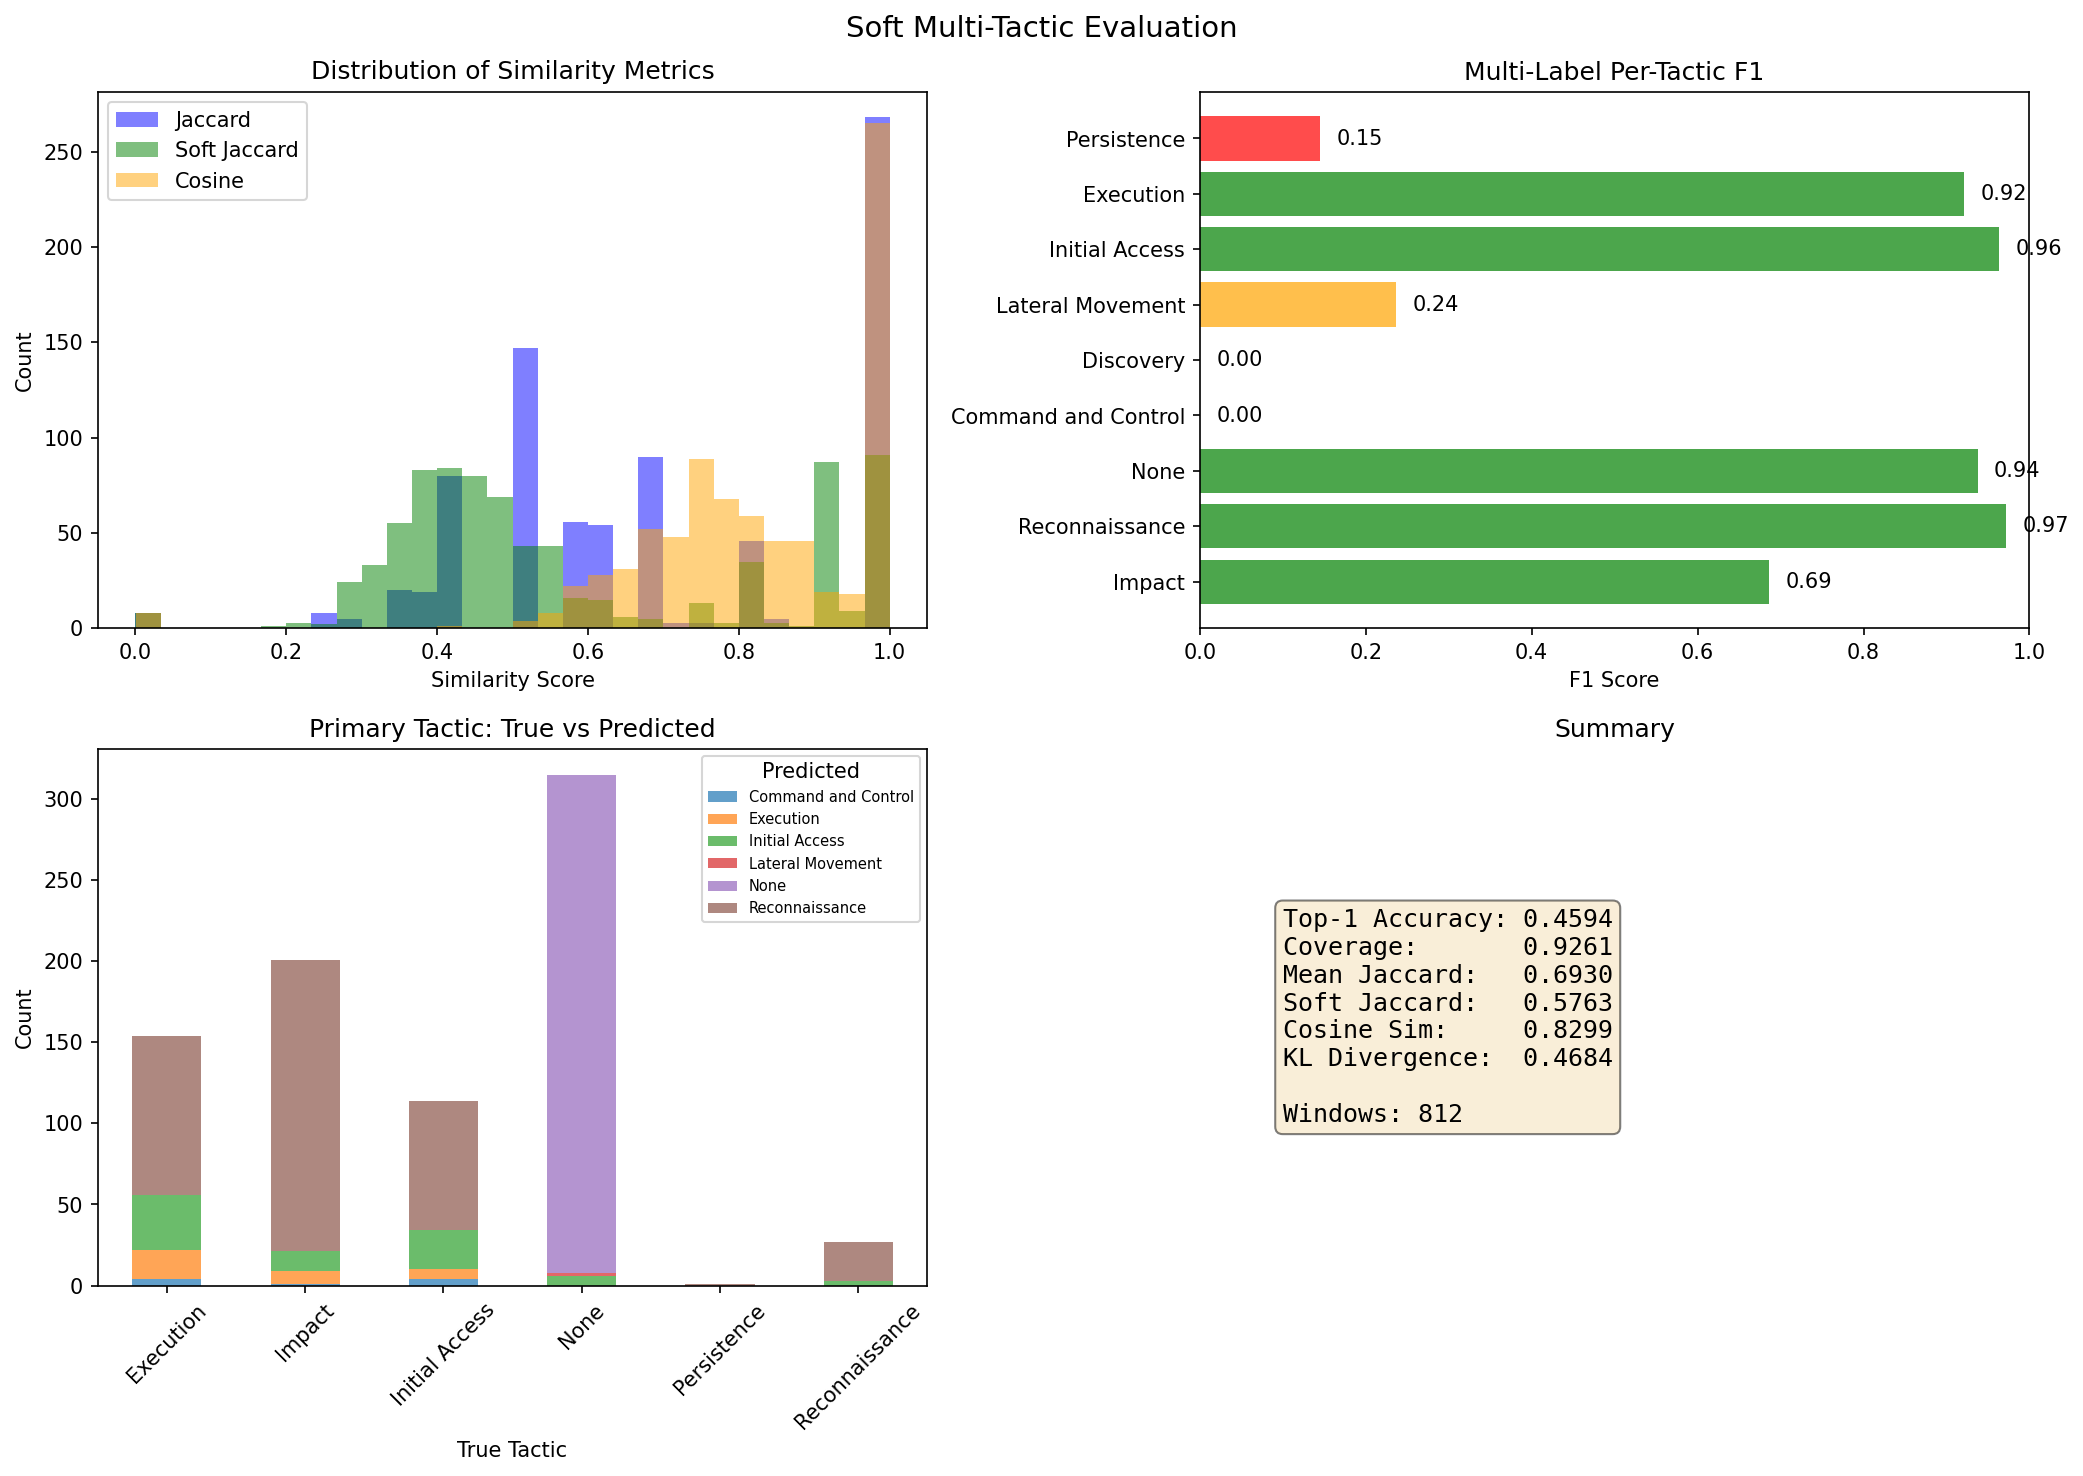 Soft Multi-Tactic Evaluation
Distribution of Similarity Metrics
Jaccard
Soft Jaccard
Cosine
Count
250
200
150
100
50
0
0.0 0.2 0.4 0.6 0.8 1.0
Similarity Score
Multi-Label Per-Tactic F1
Persistence 0.15
Execution 0.92
Initial Access 0.96
Lateral Movement 0.24
Discovery 0.00
Command and Control 0.00
None 0.94
Reconnaissance 0.97
Impact 0.69
0.0 0.2 0.4 0.6 0.8 1.0
F1 Score
Primary Tactic: True vs Predicted
Predicted
Command and Control
Execution
Initial Access
Lateral Movement
None
Reconnaissance
Count
300
250
200
150
100
50
0
Execution
Impact
Initial Access
None
Persistence
Reconnaissance
True Tactic
Summary
Top-1 Accuracy: 0.4594
Coverage: 0.9261
Mean Jaccard: 0.6930
Soft Jaccard: 0.5763
Cosine Sim: 0.8299
KL Divergence: 0.4684
Windows: 812